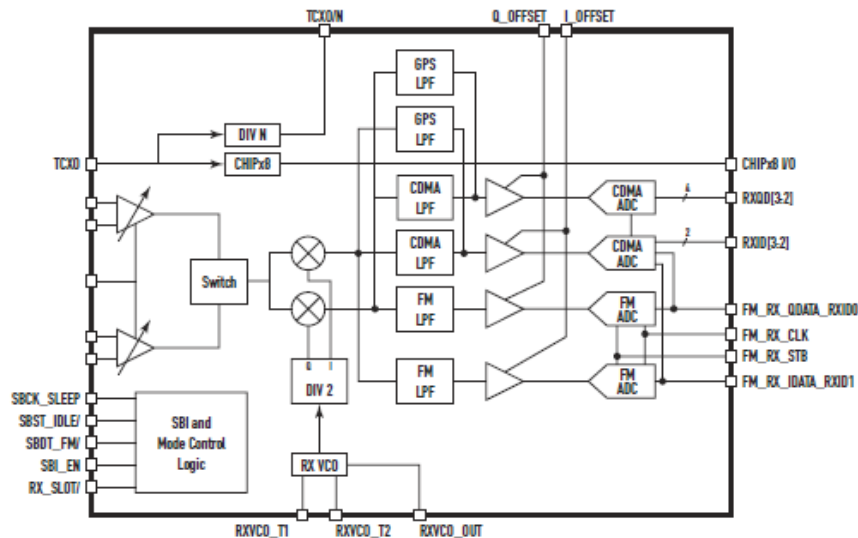 TCXO/N
Q_OFFSET
I_OFFSET
GPS
LPF
DIV N
GPS
LPF
TCXO
CHIPxB
CHIPxB I/O
CDMA
LPF
CDMA
ADC
4
RXQD[3:2]
CDMA
LPF
CDMA
ADC
2
RXID[3:2]
Switch
FM
LPF
FM
ADC
FM_RX_QDATA_RXID0
FM_RX_CLK
FM_RX_STB
Q
I
DIV 2
FM
LPF
FM
ADC
FM_RX_IDATA_RXID1
SBCK_SLEEP
SBST_IDLE/
SBDT_FM/
SBI_EN
RX_SLOT/
SBI and
Mode Control
Logic
RX VCO
RXVCO_T1
RXVCO_T2
RXVCO_OUT